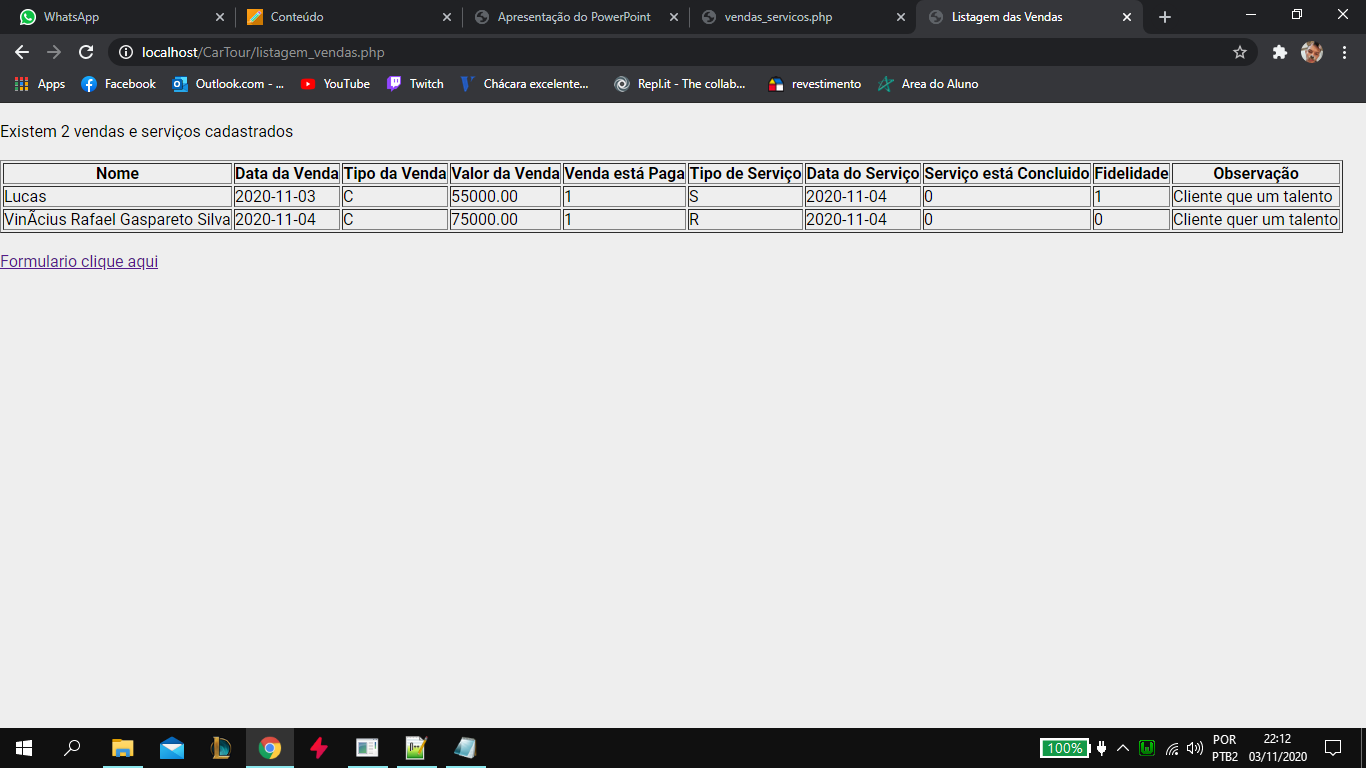 WhatsApp
Conteúdo
Apresentação do PowerPoint
vendas_servicos.php
Listagem das Vendas
localhost/CarTour/listagem_vendas.php
Apps
Facebook
Outlook.com - ...
YouTube
Twitch
Chácara excelente...
Repl.it - The collab...
revestimento
Area do Aluno
Existem 2 vendas e serviços cadastrados
Nome Data da Venda Tipo da Venda Valor da Venda Venda está Paga Tipo de Serviço Data do Serviço Serviço está Concluido Fidelidade Observação
Lucas 2020-11-03 C 55000.00 1 S 2020-11-04 0 1 Cliente que um talento
VinÃcius Rafael Gaspareto Silva 2020-11-04 C 75000.00 1 R 2020-11-04 0 0 Cliente quer um talento
Formulario clique aqui
100%
POR
PTB2
22:12
03/11/2020